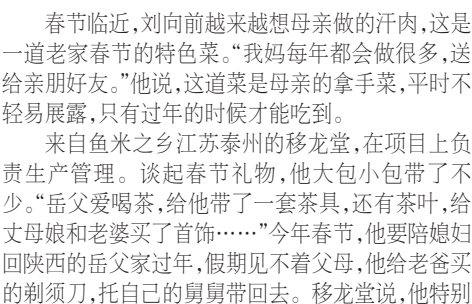 春节临近,刘向前越来越想母亲做的汗肉,这是
一道老家春节的特色菜。“我妈每年都会做很多,送
给亲朋好友。”他说,这道菜是母亲的拿手菜,平时不
轻易展露,只有过年的时候才能吃到。
来自鱼米之乡江苏泰州的移龙堂,在项目上负
责生产管理。谈起春节礼物,他大包小包带了不
少。“岳父爱喝茶,给他带了一套茶具,还有茶叶,给
丈母娘和老婆买了首饰……”今年春节,他要陪媳妇
回陕西的岳父家过年,假期见不着父母,他给老爸买
的剃须刀,托自己的舅舅带回去。移龙堂说,他特别